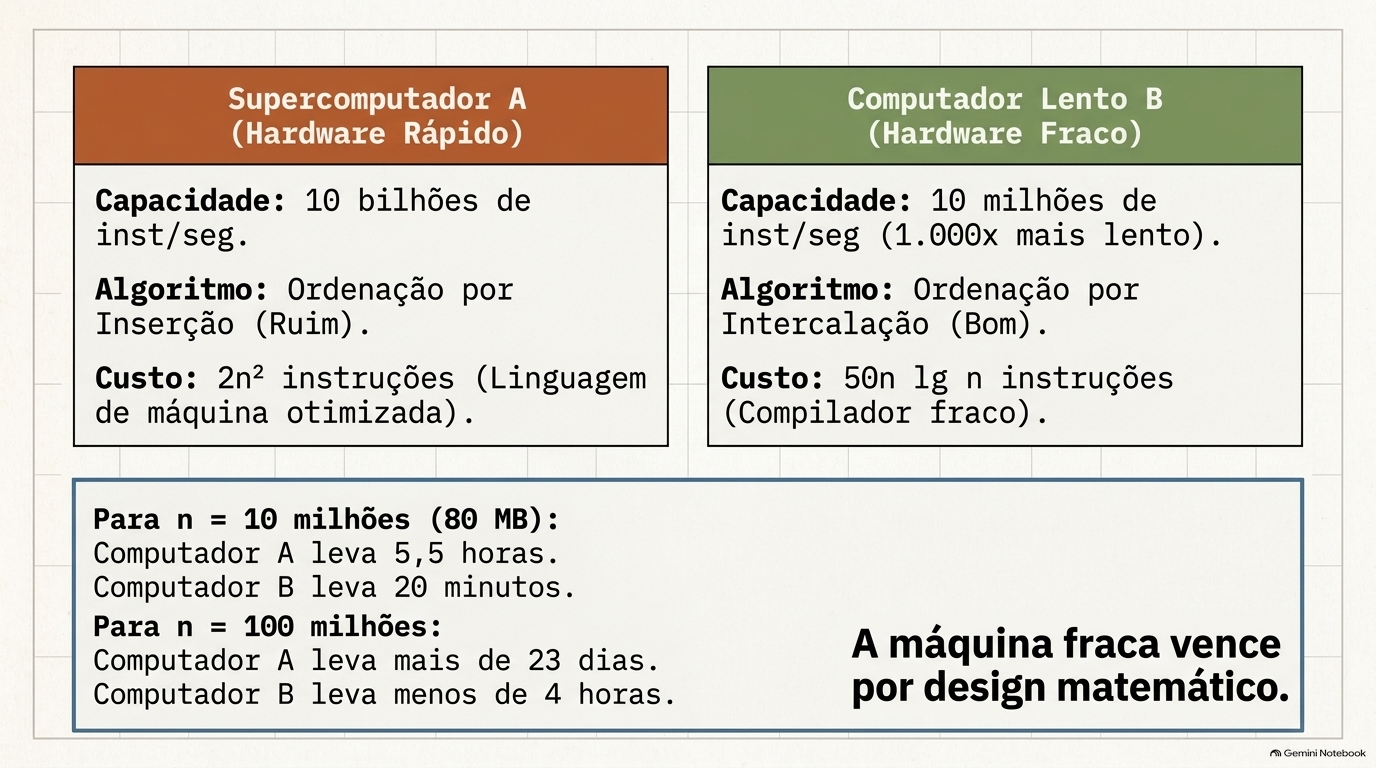 Supercomputador A
(Hardware Rápido)
Capacidade: 10 bilhões de
inst/seg.
Algoritmo: Ordenação por
Inserção (Ruim).
Custo: 2n² instruções (Linguagem
de máquina otimizada).
Computador Lento B
(Hardware Fraco)
Capacidade: 10 milhões de
inst/seg (1.000x mais lento).
Algoritmo: Ordenação por
Intercalação (Bom).
Custo: 50n lg n instruções
(Compilador fraco).
Para n = 10 milhões (80 MB):
Computador A leva 5,5 horas.
Computador B leva 20 minutos.
Para n = 100 milhões:
Computador A leva mais de 23 dias.
Computador B leva menos de 4 horas.
A máquina fraca vence
por design matemático.
Gemini Notebook